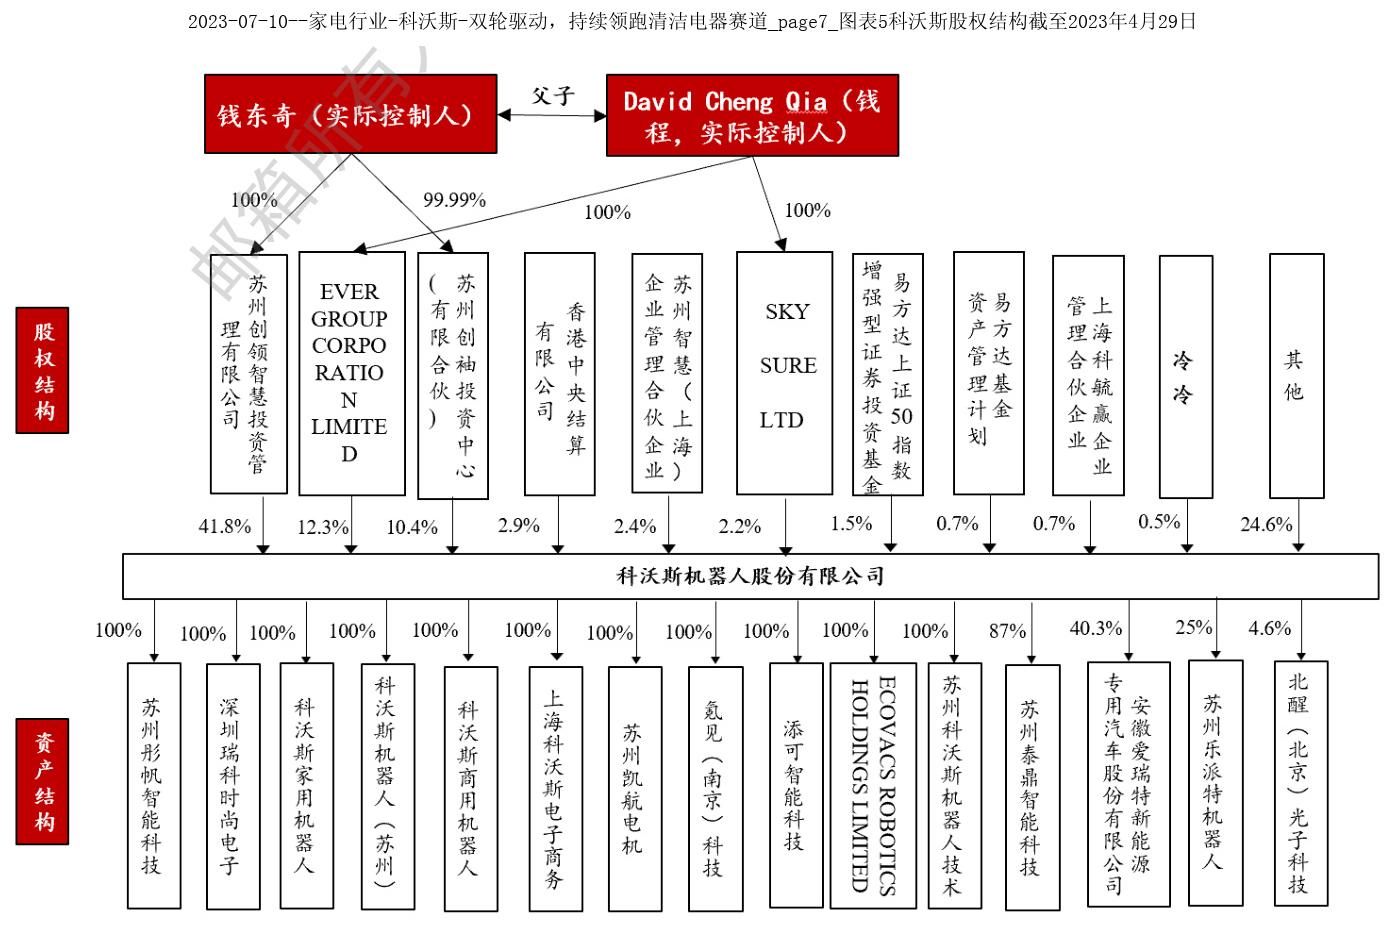 2023-07-10--家电行业-科沃斯-双轮驱动，持续领跑清洁电器赛道_page7_图表5科沃斯股权结构截至2023年4月29日
邮箱所有人
钱东奇（实际控制人）
父子
David Cheng Qia（钱
程，实际控制人）
100%
99.99%
100%
100%
股权结构
苏州创领智慧投资管
理有限公司
EVER
GROUP
CORPO
RATIO
N
LIMITE
D
苏州创袖投资中心
（有限合伙）
香港中央结算
有限公司
苏州智慧（上海）
企业管理合伙企业
SKY
SURE
LTD
易方达上证50指数
增强型证券投资基金
易方达基金
资产管理计划
上海科毓赢企业
管理合伙企业
冷冷
其他
41.8%
12.3%
10.4%
2.9%
2.4%
2.2%
1.5%
0.7%
0.7%
0.5%
24.6%
科沃斯机器人股份有限公司
100%
100%
100%
100%
100%
100%
100%
100%
100%
100%
100%
87%
40.3%
25%
4.6%
资产结构
苏州彤帆智能科技
深圳瑞科时尚电子
科沃斯家用机器人
科沃斯机器人（苏州）
科沃斯商用机器人
上海科沃斯电子商务
苏州凯航电机
氪见（南京）科技
添可智能科技
ECOVACS ROBOTICS
HOLDINGS LIMITED
苏州科沃斯机器人技术
苏州泰鼎智能科技
安徽爱瑞特新能源
专用汽车股份有限公司
苏州乐派特机器人
北醒（北京）光子科技